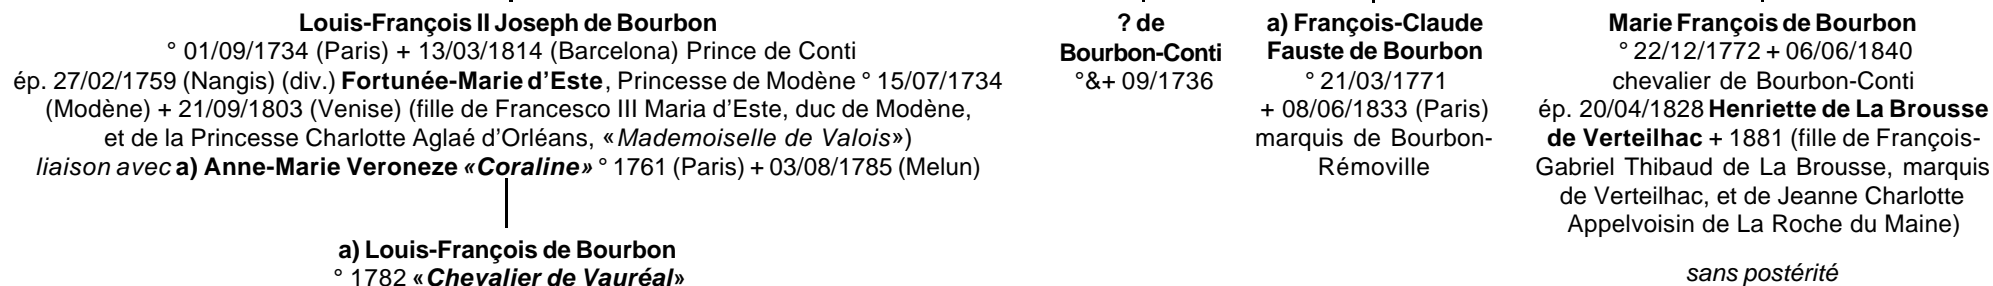 Louis-François II Joseph de Bourbon
° 01/09/1734 (Paris) + 13/03/1814 (Barcelona) Prince de Conti
ép. 27/02/1759 (Nangis) (div.) Fortunée-Marie d’Este, Princesse de Modène ° 15/07/1734
(Modène) + 21/09/1803 (Venise) (fille de Francesco III Maria d’Este, duc de Modène,
et de la Princesse Charlotte Aglaé d’Orléans, «Mademoiselle de Valois»)
liaison avec a) Anne-Marie Veroneze «Coraline» ° 1761 (Paris) + 03/08/1785 (Melun)
a) Louis-François de Bourbon
° 1782 «Chevalier de Vauréal»
? de
Bourbon-Conti
°&+ 09/1736
a) François-Claude
Fauste de Bourbon
° 21/03/1771
+ 08/06/1833 (Paris)
marquis de Bourbon-
Rémoville
Marie François de Bourbon
° 22/12/1772 + 06/06/1840
chevalier de Bourbon-Conti
ép. 20/04/1828 Henriette de La Brousse
de Verteilhac + 1881 (fille de François-
Gabriel Thibaud de La Brousse, marquis
de Verteilhac, et de Jeanne Charlotte
Appelvoisin de La Roche du Maine)
sans postérité